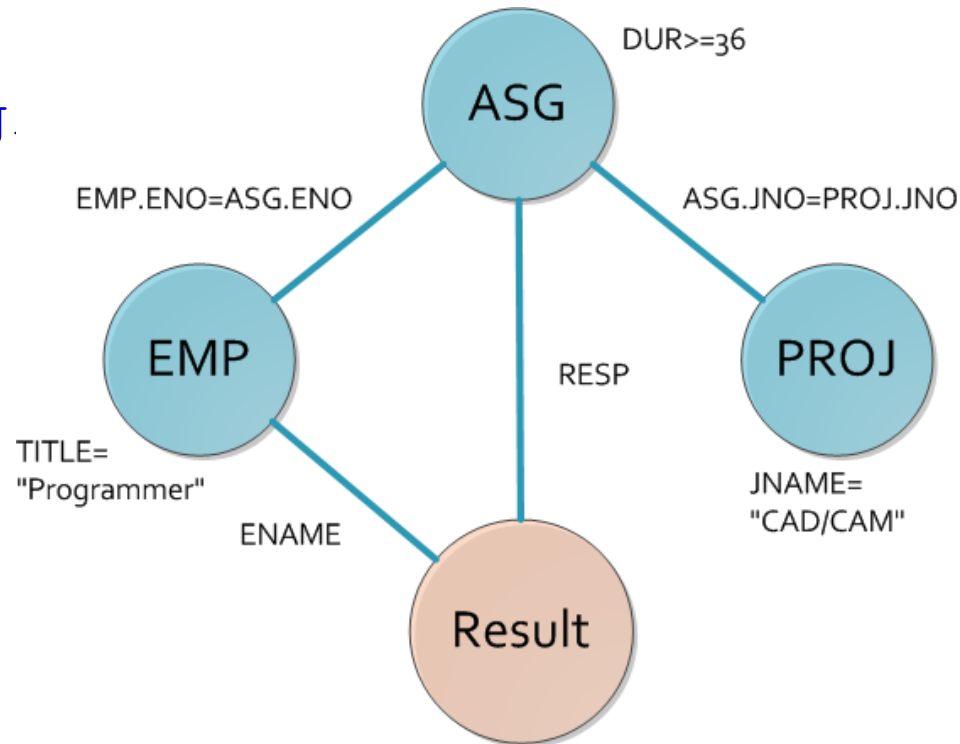 DUR>=36
ASG
J.
EMP.ENO=ASG.ENO
ASG.JNO=PROJ.JNO
EMP
PROJ
RESP
TITLE=
"Programmer"
JNAME=
"CAD/CAM"
ENAME
Result